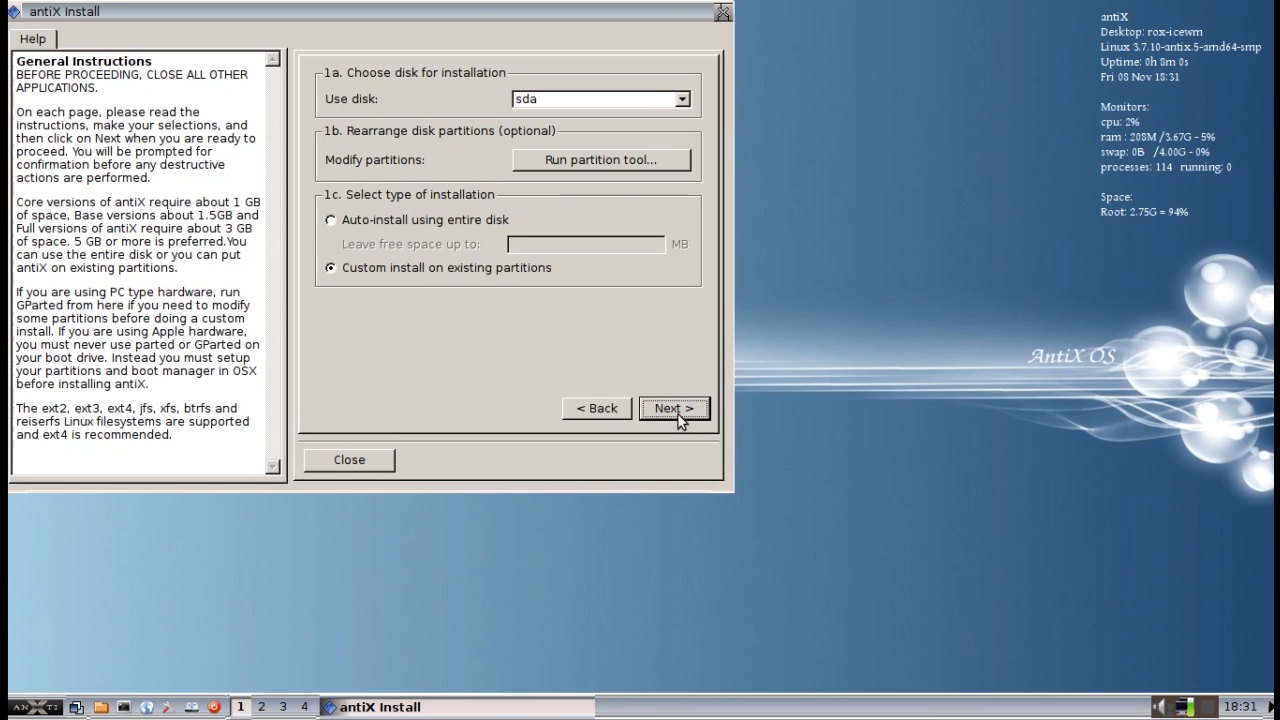 antiX Install
Help
General Instructions
BEFORE PROCEEDING, CLOSE ALL OTHER
APPLICATIONS.
On each page, please read the
instructions, make your selections, and
then click on Next when you are ready to
proceed. You will be prompted for
confirmation before any destructive
actions are performed.
Core versions of antiX require about 1 GB
of space, Base versions about 1.5GB and
Full versions of antiX require about 3 GB
of space. 5 GB or more is preferred.You
can use the entire disk or you can put
antiX on existing partitions.
If you are using PC type hardware, run
GParted from here if you need to modify
some partitions before doing a custom
install. If you are using Apple hardware,
you must never use parted or GParted on
your boot drive. Instead you must setup
your partitions and boot manager in OSX
before installing antiX.
The ext2, ext3, ext4, jfs, xfs, btrfs and
reiserfs Linux filesystems are supported
and ext4 is recommended.
1a. Choose disk for installation
Use disk: sda
1b. Rearrange disk partitions (optional)
Modify partitions: Run partition tool...
1c. Select type of installation
Auto-install using entire disk
Leave free space up to: MB
Custom install on existing partitions
< Back Next >
Close
antiX
Desktop: rox-icewm
Linux 3.7.10-antix.5-amd64-smp
Uptime: 0h 8m 0s
Fri 08 Nov 18:31
Monitors:
cpu: 2%
ram : 208M /3.67G - 5%
swap: 0B /4.00G - 0%
processes: 114 running: 0
Space:
Root: 2.75G = 94%
AntiX OS
ANTI 1 2 3 4 antiX Install 18:31